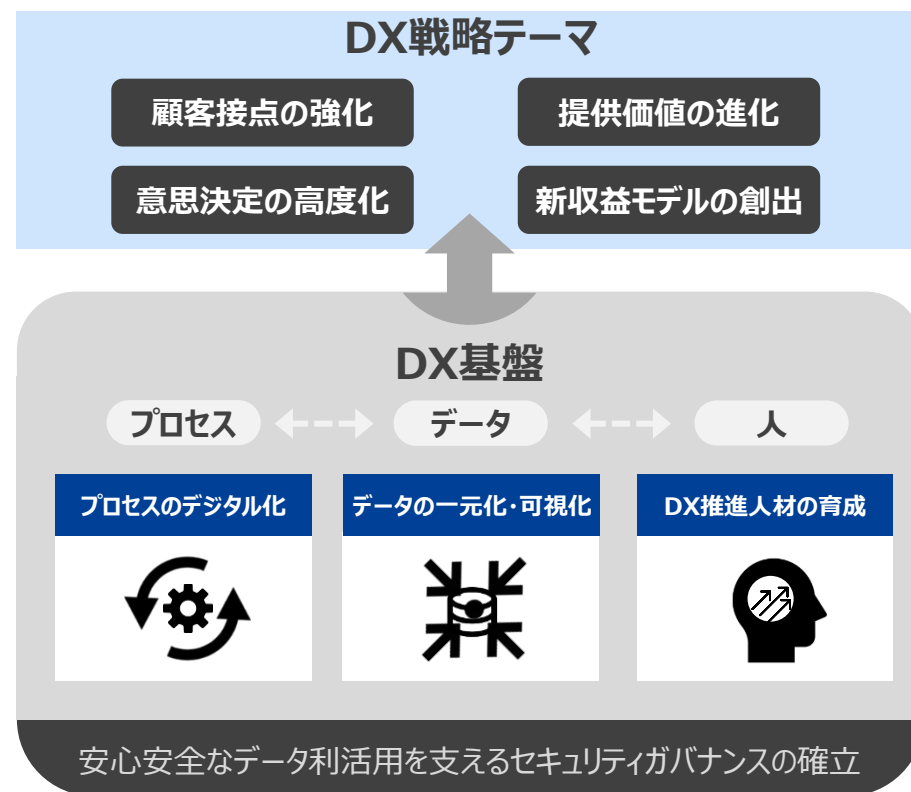 DX戦略テーマ
顧客接点の強化
提供価値の進化
意思決定の高度化
新収益モデルの創出
DX基盤
プロセス
データ
人
プロセスのデジタル化
データの一元化・可視化
DX推進人材の育成
安心安全なデータ利活用を支えるセキュリティガバナンスの確立